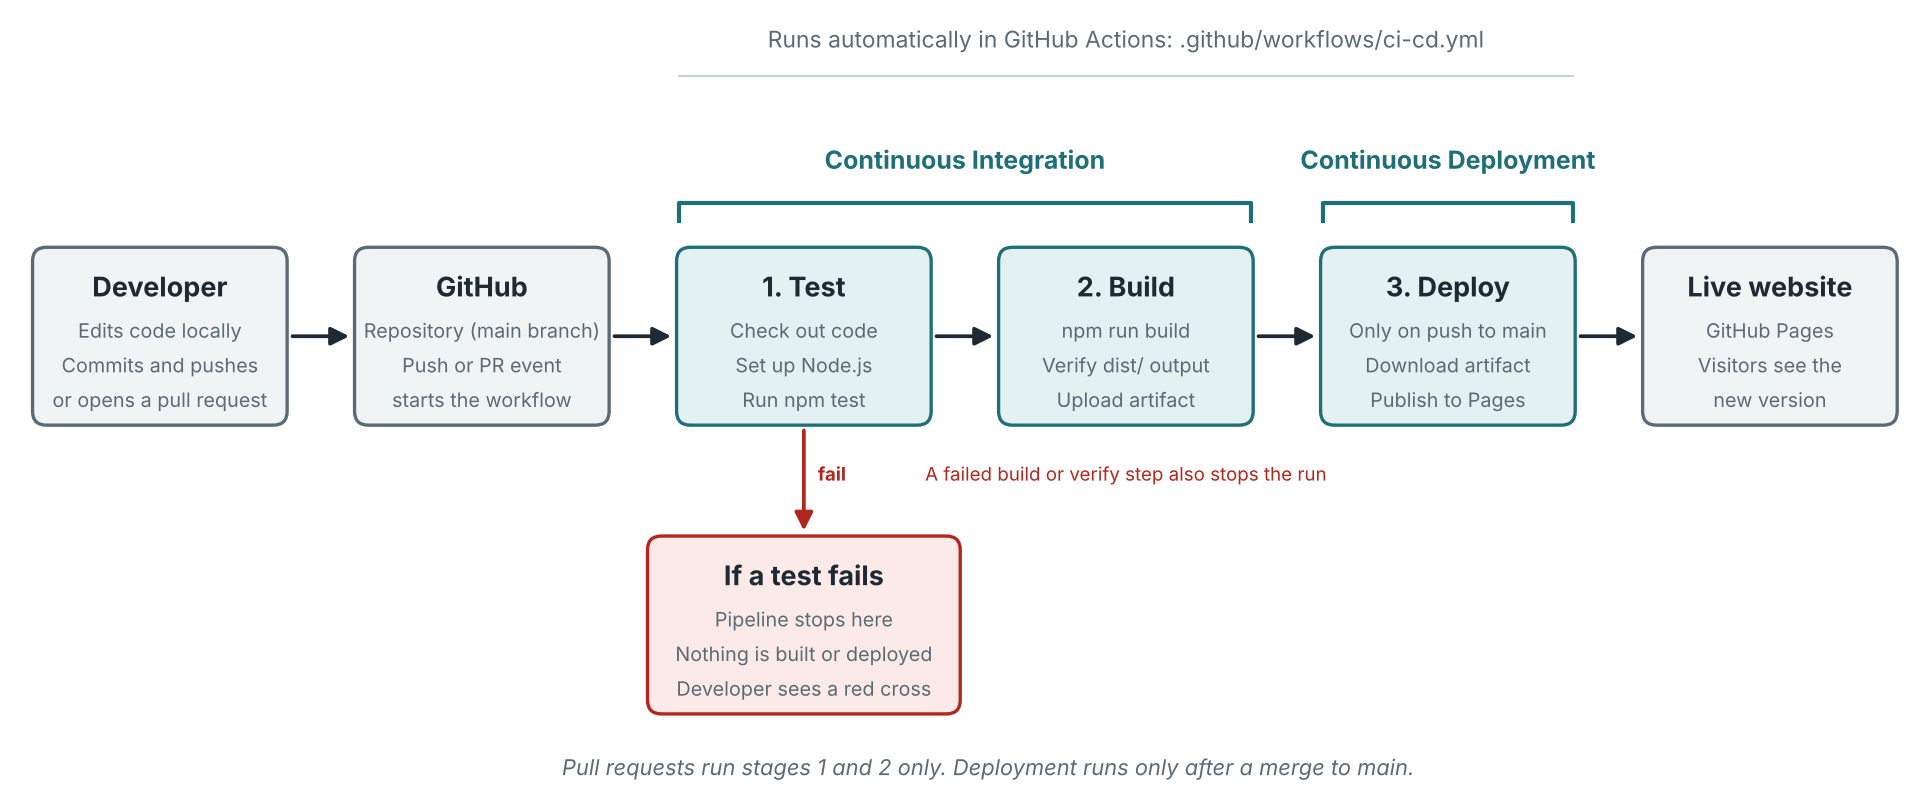 Runs automatically in GitHub Actions: .github/workflows/ci-cd.yml
Continuous Integration
Continuous Deployment
Developer
Edits code locally
Commits and pushes
or opens a pull request
GitHub
Repository (main branch)
Push or PR event
starts the workflow
1. Test
Check out code
Set up Node.js
Run npm test
2. Build
npm run build
Verify dist/ output
Upload artifact
3. Deploy
Only on push to main
Download artifact
Publish to Pages
Live website
GitHub Pages
Visitors see the
new version
fail
A failed build or verify step also stops the run
If a test fails
Pipeline stops here
Nothing is built or deployed
Developer sees a red cross
Pull requests run stages 1 and 2 only. Deployment runs only after a merge to main.